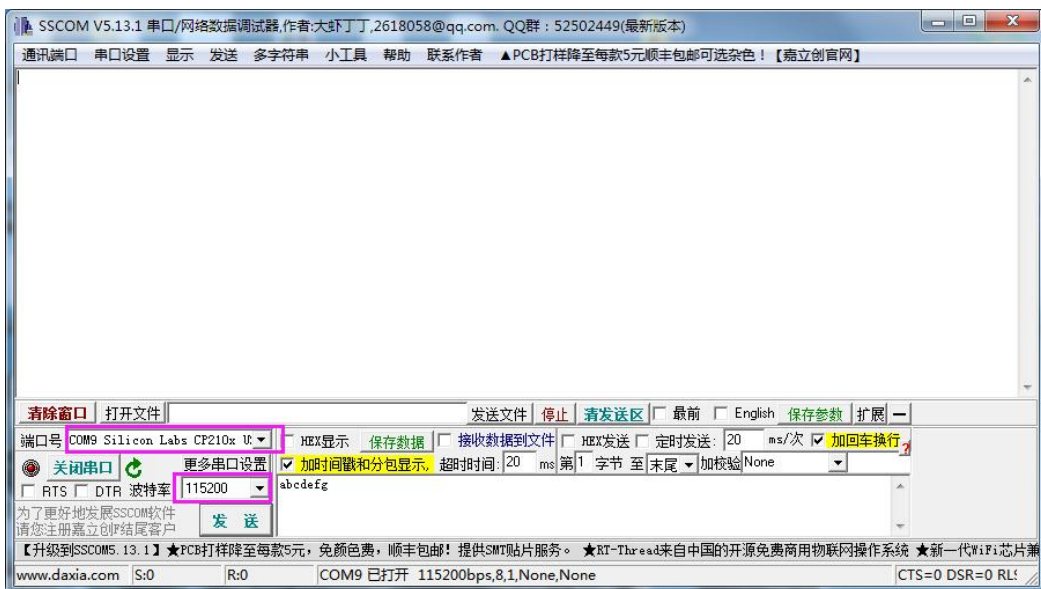 SSCOM V5.13.1 串口/网络数据调试器,作者:大虾丁丁,2618058@qq.com. QQ群：52502449(最新版本)
通讯端口 串口设置 显示 发送 多字符串 小工具 帮助 联系作者 ▲PCB打样降至每款5元顺丰包邮可选杂色！【嘉立创官网】
清除窗口 打开文件 发送文件 停止 清发送区 最前 English 保存参数 扩展 —
端口号 COM9 Silicon Labs CP210x U: HEX显示 保存数据 接收数据到文件 HEX发送 定时发送: 20 ms/次 加回车换行 ?
关闭串口 更多串口设置 加时间戳和分包显示, 超时时间: 20 ms 第 1 字节 至 末尾 加校验 None
RTS DTR 波特率 115200 abcdefg
为了更好地发展SSCOM软件
请您注册嘉立创F结尾客户
发 送
【升级到SSCOM5.13.1】★PCB打样降至每款5元，免颜色费，顺丰包邮！提供SMT贴片服务。 ★RT-Thread来自中国的开源免费商用物联网操作系统 ★新一代WiFi芯片兼
www.daxia.com S:0 R:0 COM9 已打开 115200bps,8,1,None,None CTS=0 DSR=0 RLS